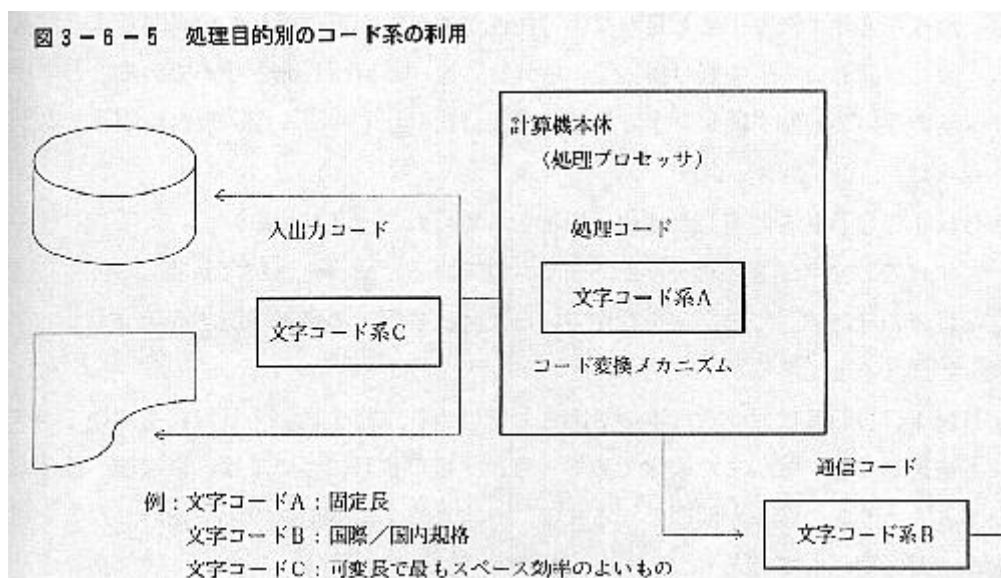 図3-6-5 処理目的別のコード系の利用
計算機本体
(処理プロセッサ)
入出力コード
処理コード
文字コード系A
文字コード系C
コード変換メカニズム
通信コード
文字コード系B
例:文字コードA:固定長
文字コードB:国際/国内規格
文字コードC:可変長で最もスペース効率のよいもの